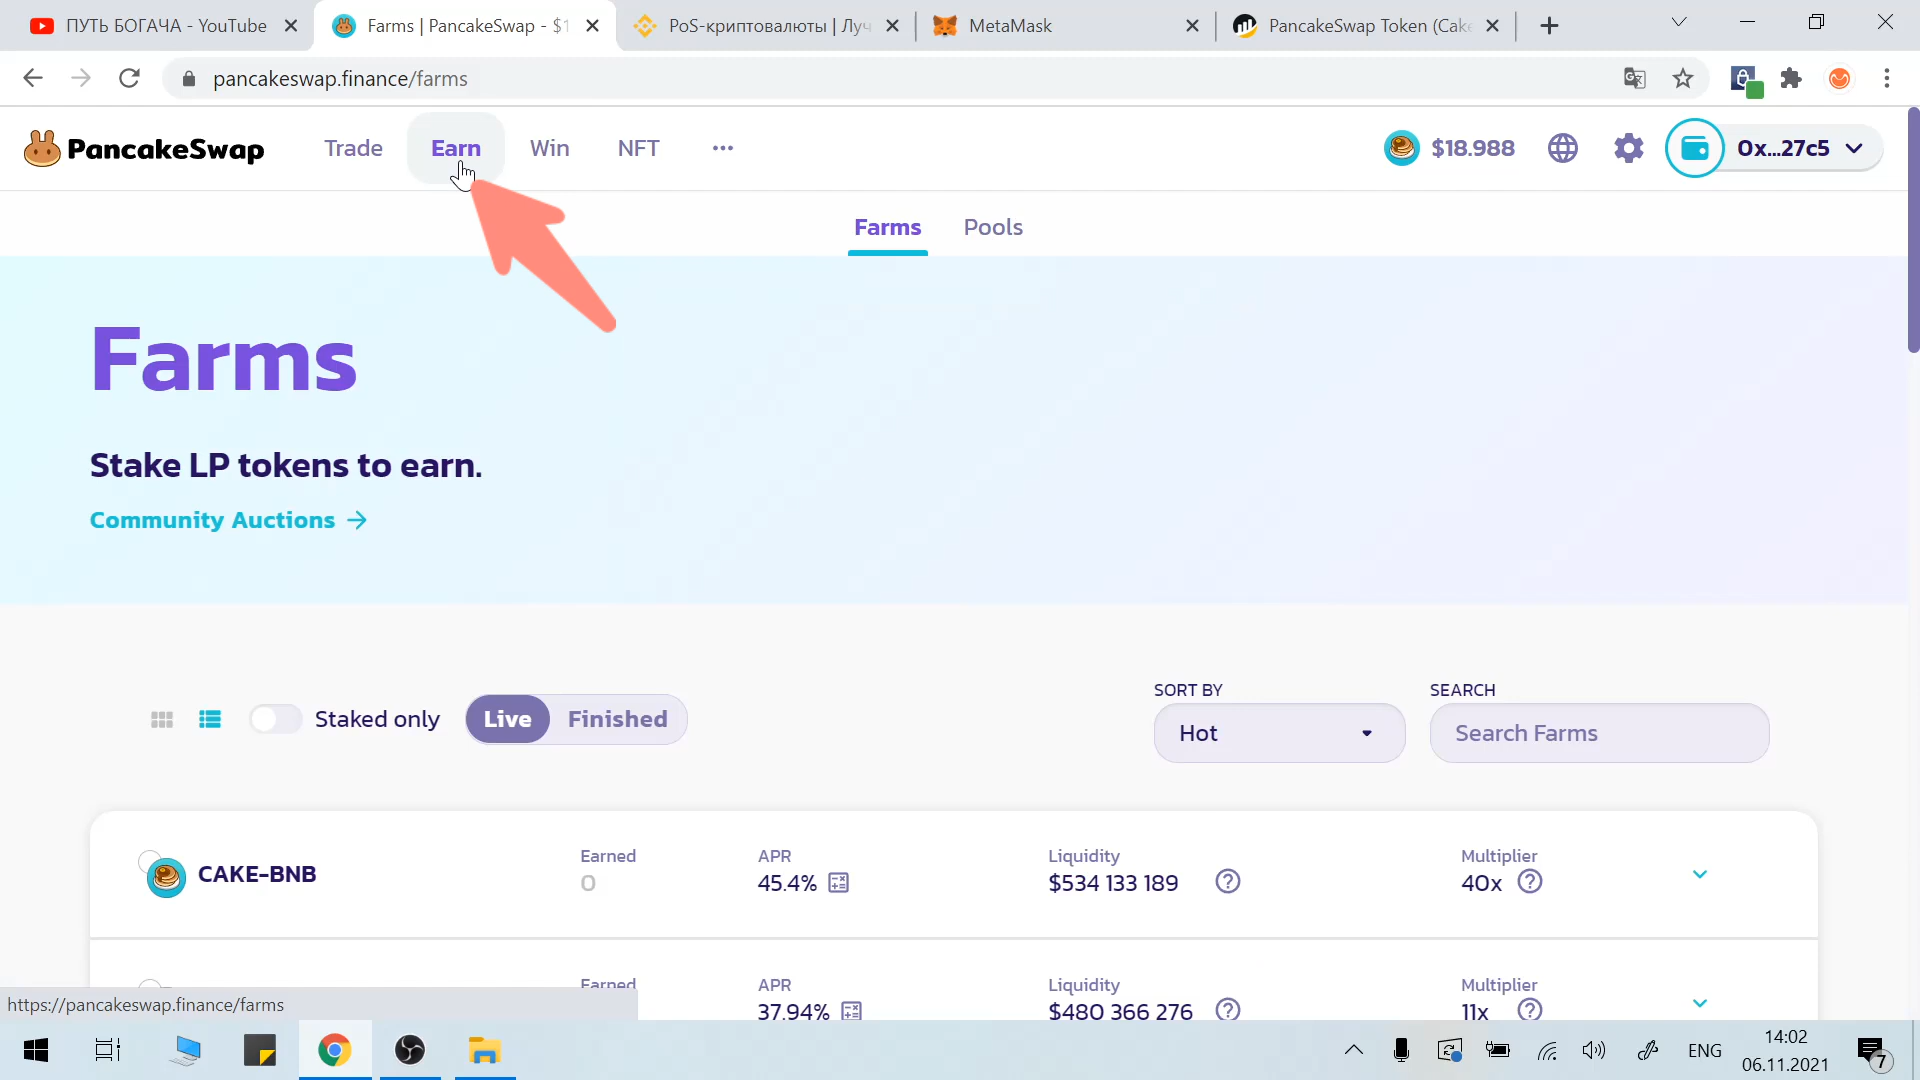 ПУТЬ БОГАЧА - YouTube
Farms | PancakeSwap - $1
PoS-криптовалюты | Луч
MetaMask
PancakeSwap Token (Cake
pancakeswap.finance/farms
PancakeSwap
Trade
Earn
Win
NFT
$18.988
0x...27c5
Farms
Pools
Farms
Stake LP tokens to earn.
Community Auctions
Staked only
Live
Finished
SORT BY
Hot
SEARCH
Search Farms
CAKE-BNB
Earned
0
APR
45.4%
Liquidity
$534 133 189
Multiplier
40x
Earned
APR
37.94%
Liquidity
$480 366 276
Multiplier
11x
https://pancakeswap.finance/farms
ENG
14:02
06.11.2021
7